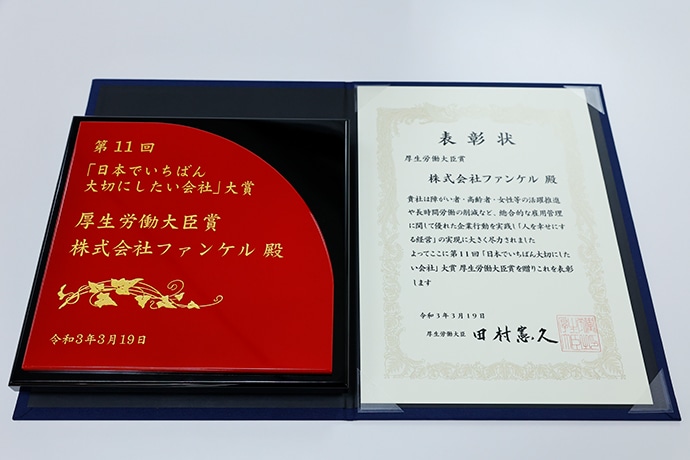 第11回
「日本でいちばん
大切にしたい会社」大賞
厚生労働大臣賞
株式会社ファンケル 殿
令和3年3月19日
表彰状
厚生労働大臣賞
株式会社ファンケル 殿
貴社は障がい者・高齢者・女性等の活躍推進
や長時間労働の削減など、総合的な雇用管理
に関して優れた企業行動を実践し「人を幸せにす
る経営」の実現に大きく尽力されました
よってここに第11回「日本でいちばん大切にした
い会社」大賞 厚生労働大臣賞を贈りこれを表彰
します
令和3年3月19日
厚生労働大臣 田村憲久